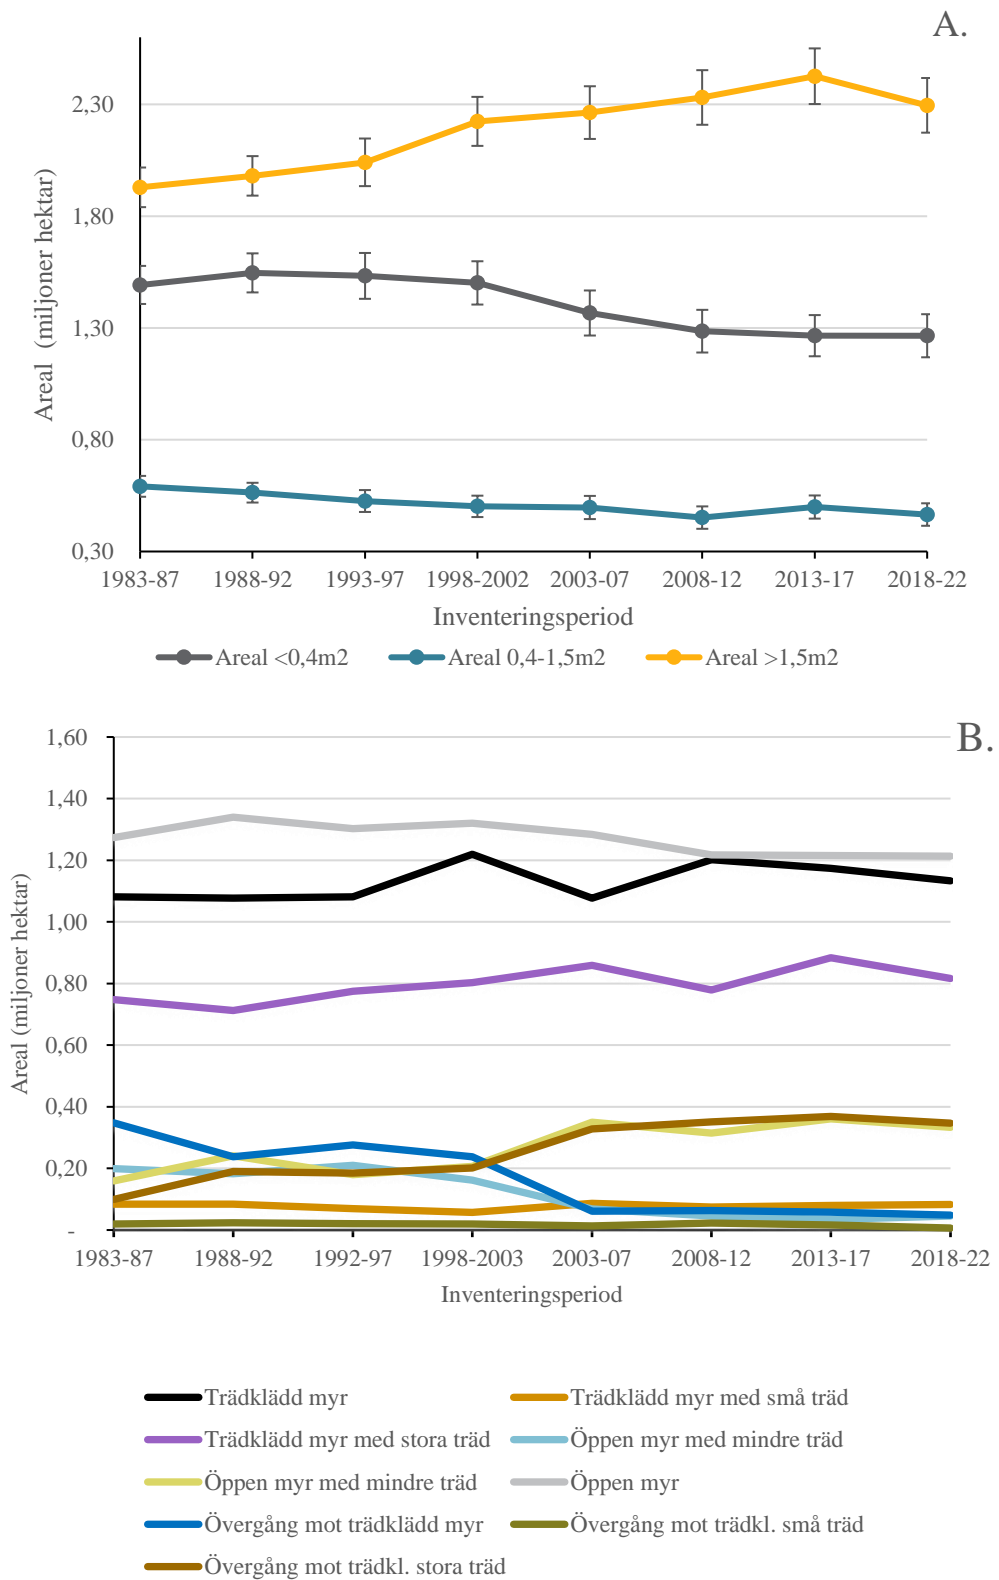 A.
2,30
1,80
1,30
0,80
0,30
Areal (miljoner hektar)
1983-87 1988-92 1993-97 1998-2002 2003-07 2008-12 2013-17 2018-22
Inventeringsperiod
Areal <0,4m2 Areal 0,4-1,5m2 Areal >1,5m2
B.
1,60
1,40
1,20
1,00
0,80
0,60
0,40
0,20
-
Areal (miljoner hektar)
1983-87 1988-92 1992-97 1998-2003 2003-07 2008-12 2013-17 2018-22
Inventeringsperiod
Trädklädd myr Trädklädd myr med små träd
Trädklädd myr med stora träd Öppen myr med mindre träd
Öppen myr med mindre träd Öppen myr
Övergång mot trädklädd myr Övergång mot trädkl. små träd
Övergång mot trädkl. stora träd